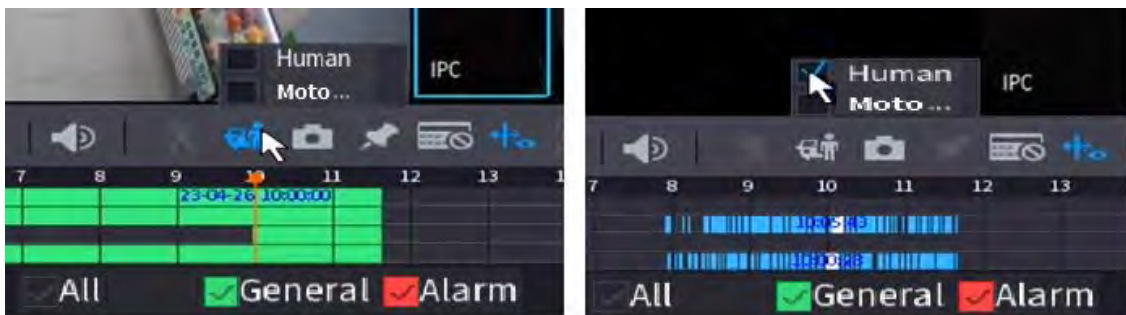 Human
Moto...
IPC
7 8 9 10 11 12 13 1
23-04-26 10:00:00
All General Alarm
Human
Moto...
IPC
7 8 9 10 11 12 13
All General Alarm